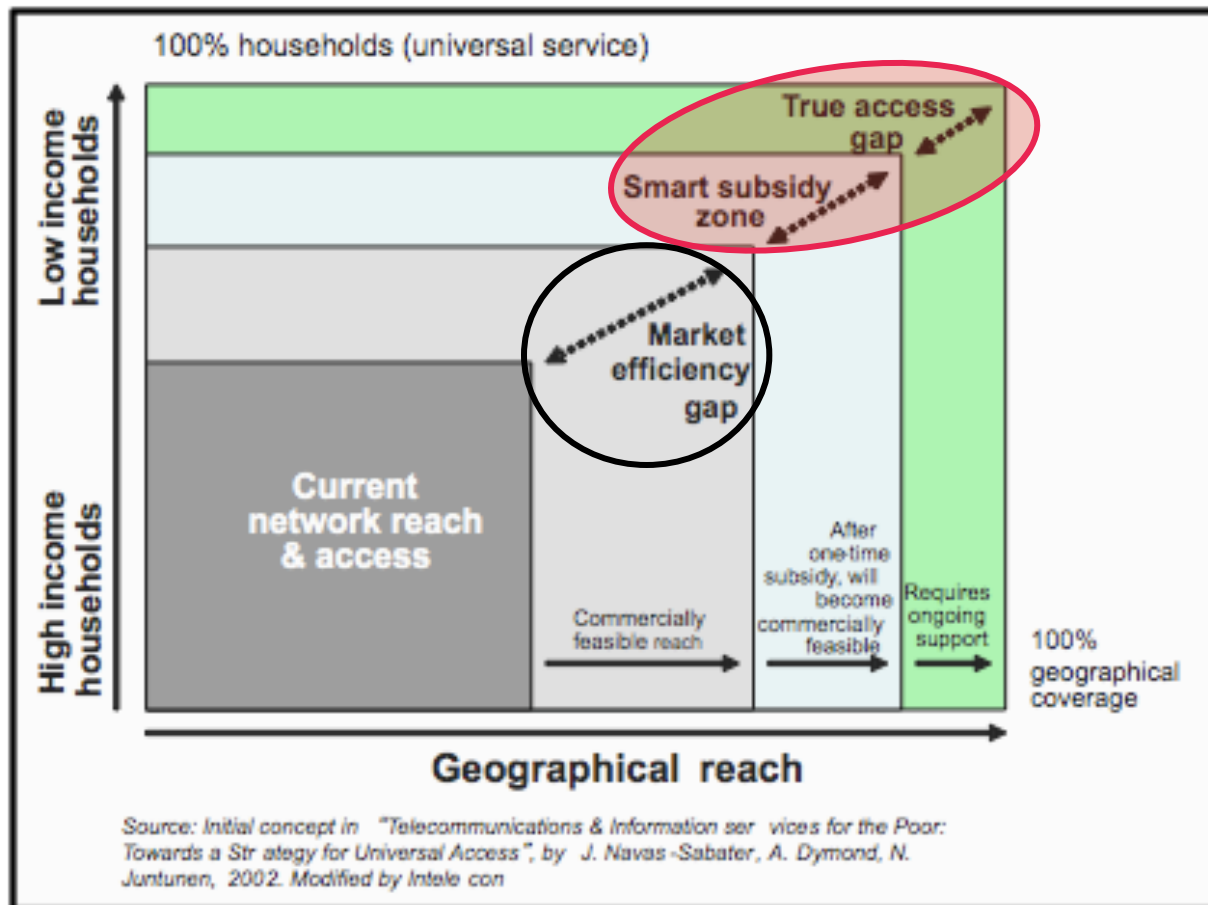 100% households (universal service)
Low income
households
High income
households
True access
gap
Smart subsidy
zone
Market
efficiency
gap
Current
network reach
& access
Commercially
feasible reach
After
one-time
subsidy, will
become
commercially
feasible
Requires
ongoing
support
100%
geographical
coverage
Geographical reach
Source: Initial concept in "Telecommunications & Information ser vices for the Poor:
Towards a Str ategy for Universal Access", by J. Navas-Sabater, A. Dymond, N.
Juntunen, 2002. Modified by Intele con